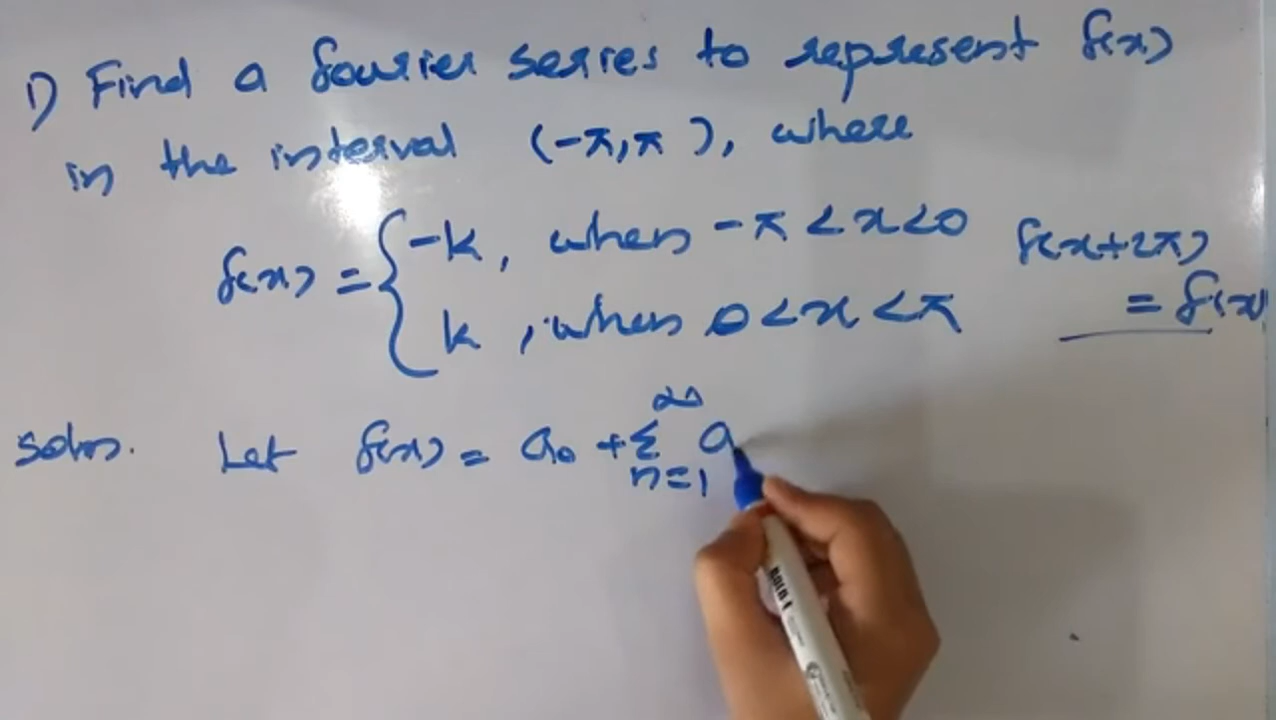 1) Find a fourier series to represent f(x)
in the interval (-π, π), where
f(x) = { -k, when -π < x < 0
k, when 0 < x < π
f(x+2π)
= f(x)
soln. Let f(x) = a₀ + ∑ₙ₌₁^∞ a